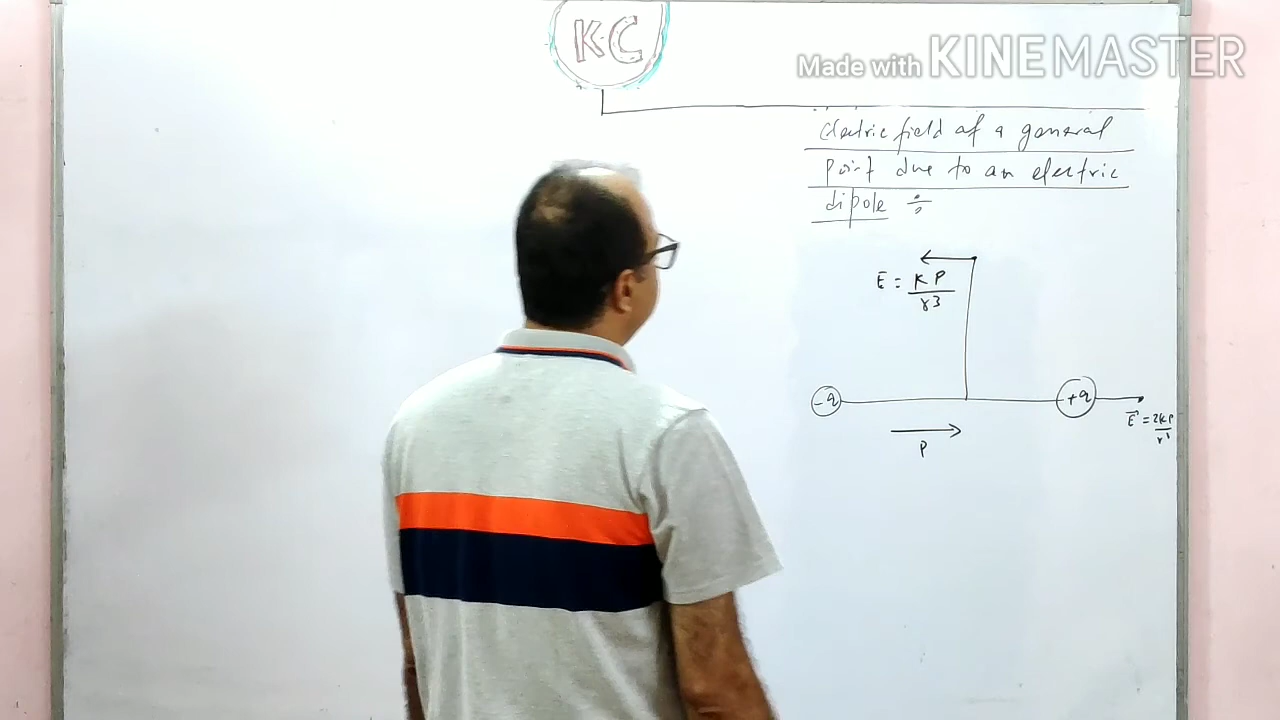 KC
Made with KINEMASTER
Electric field of a general
point due to an electric
dipole ÷
E = KP/r³
-q
+q
E⃗ = 2KP/r³
P